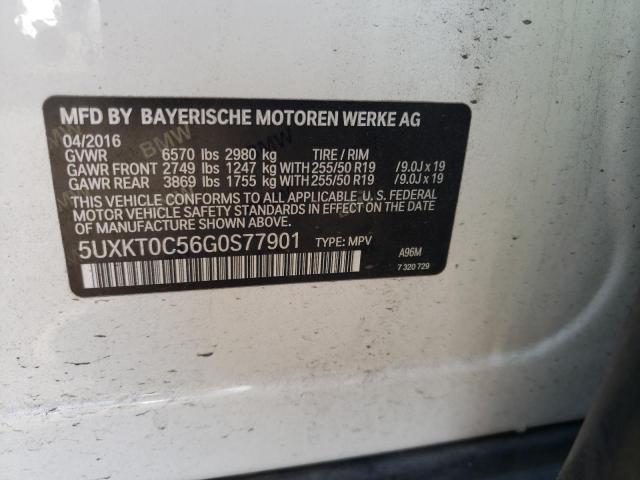 MFD BY BAYERISCHE MOTOREN WERKE AG
04/2016
GVWR 6570 lbs 2980 kg TIRE / RIM
GAWR FRONT 2749 lbs 1247 kg WITH 255/50 R19 /9.0J x 19
GAWR REAR 3869 lbs 1755 kg WITH 255/50 R19 /9.0J x 19
THIS VEHICLE CONFORMS TO ALL APPLICABLE U. S. FEDERAL
MOTOR VEHICLE SAFETY AND THEFT PREVENTION STANDARDS IN
EFFECT ON THE DATE OF MANUFACTURE SHOWN ABOVE.
5UXKT0C56G0S77901 TYPE: MPV A96M
7 320 729